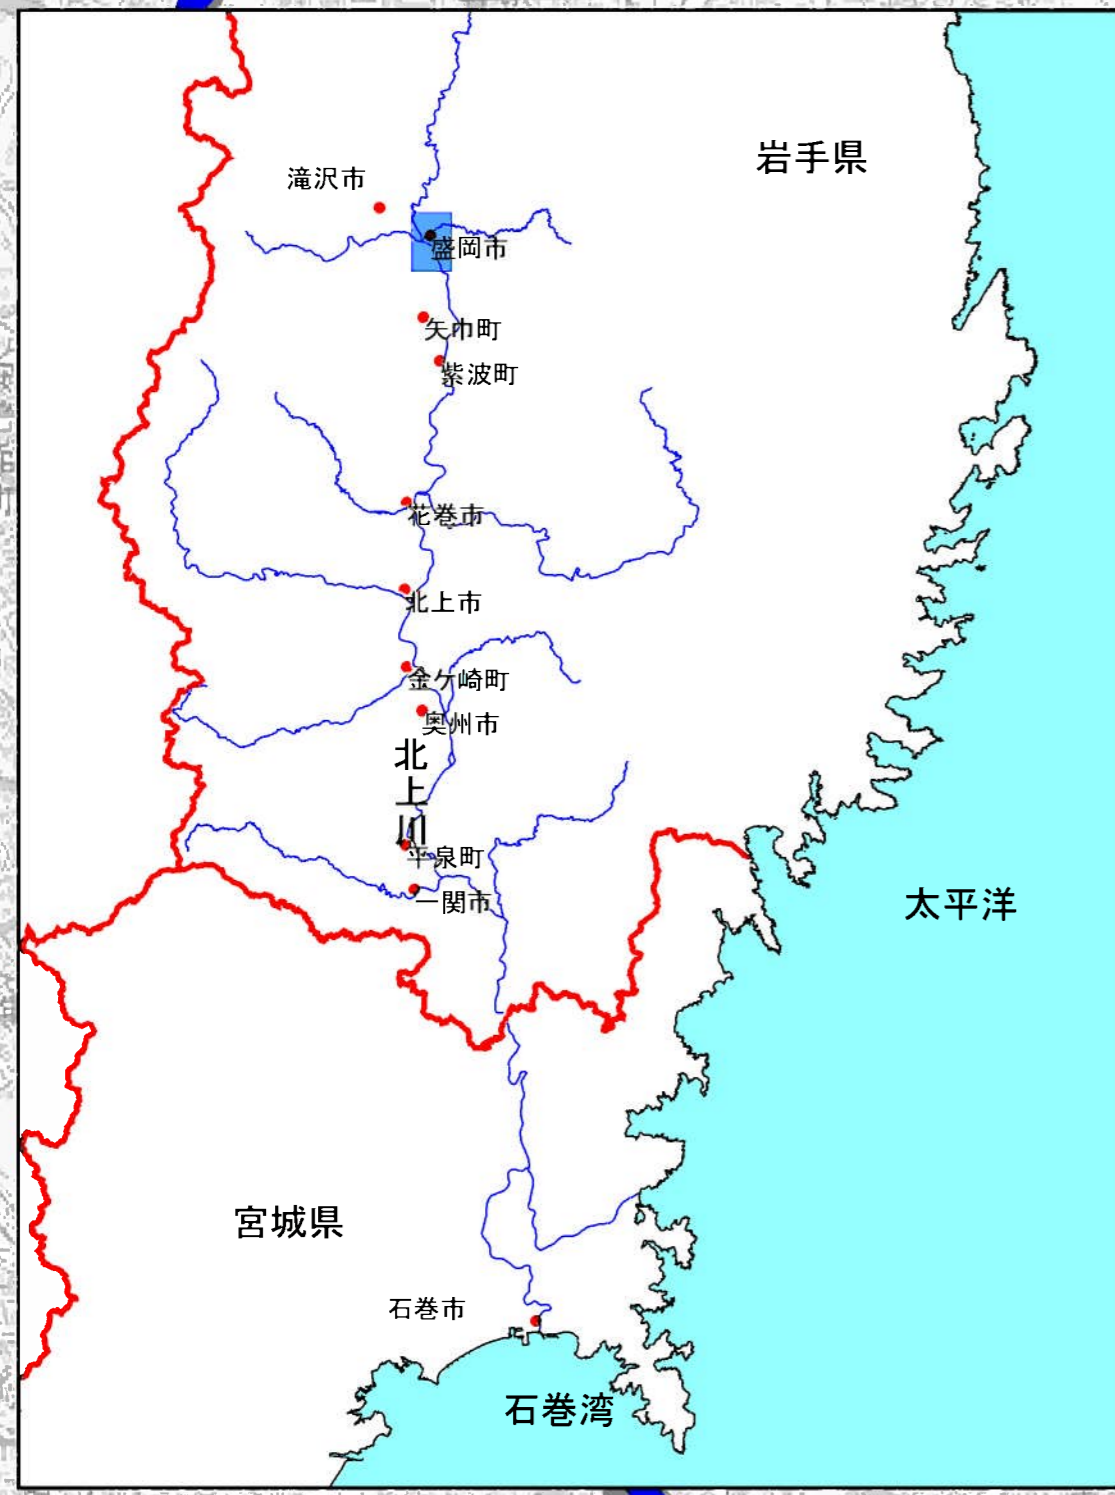 岩手県
滝沢市
盛岡市
矢巾町
紫波町
花巻市
北上市
金ケ崎町
奥州市
北上川
平泉町
一関市
太平洋
宮城県
石巻市
石巻湾